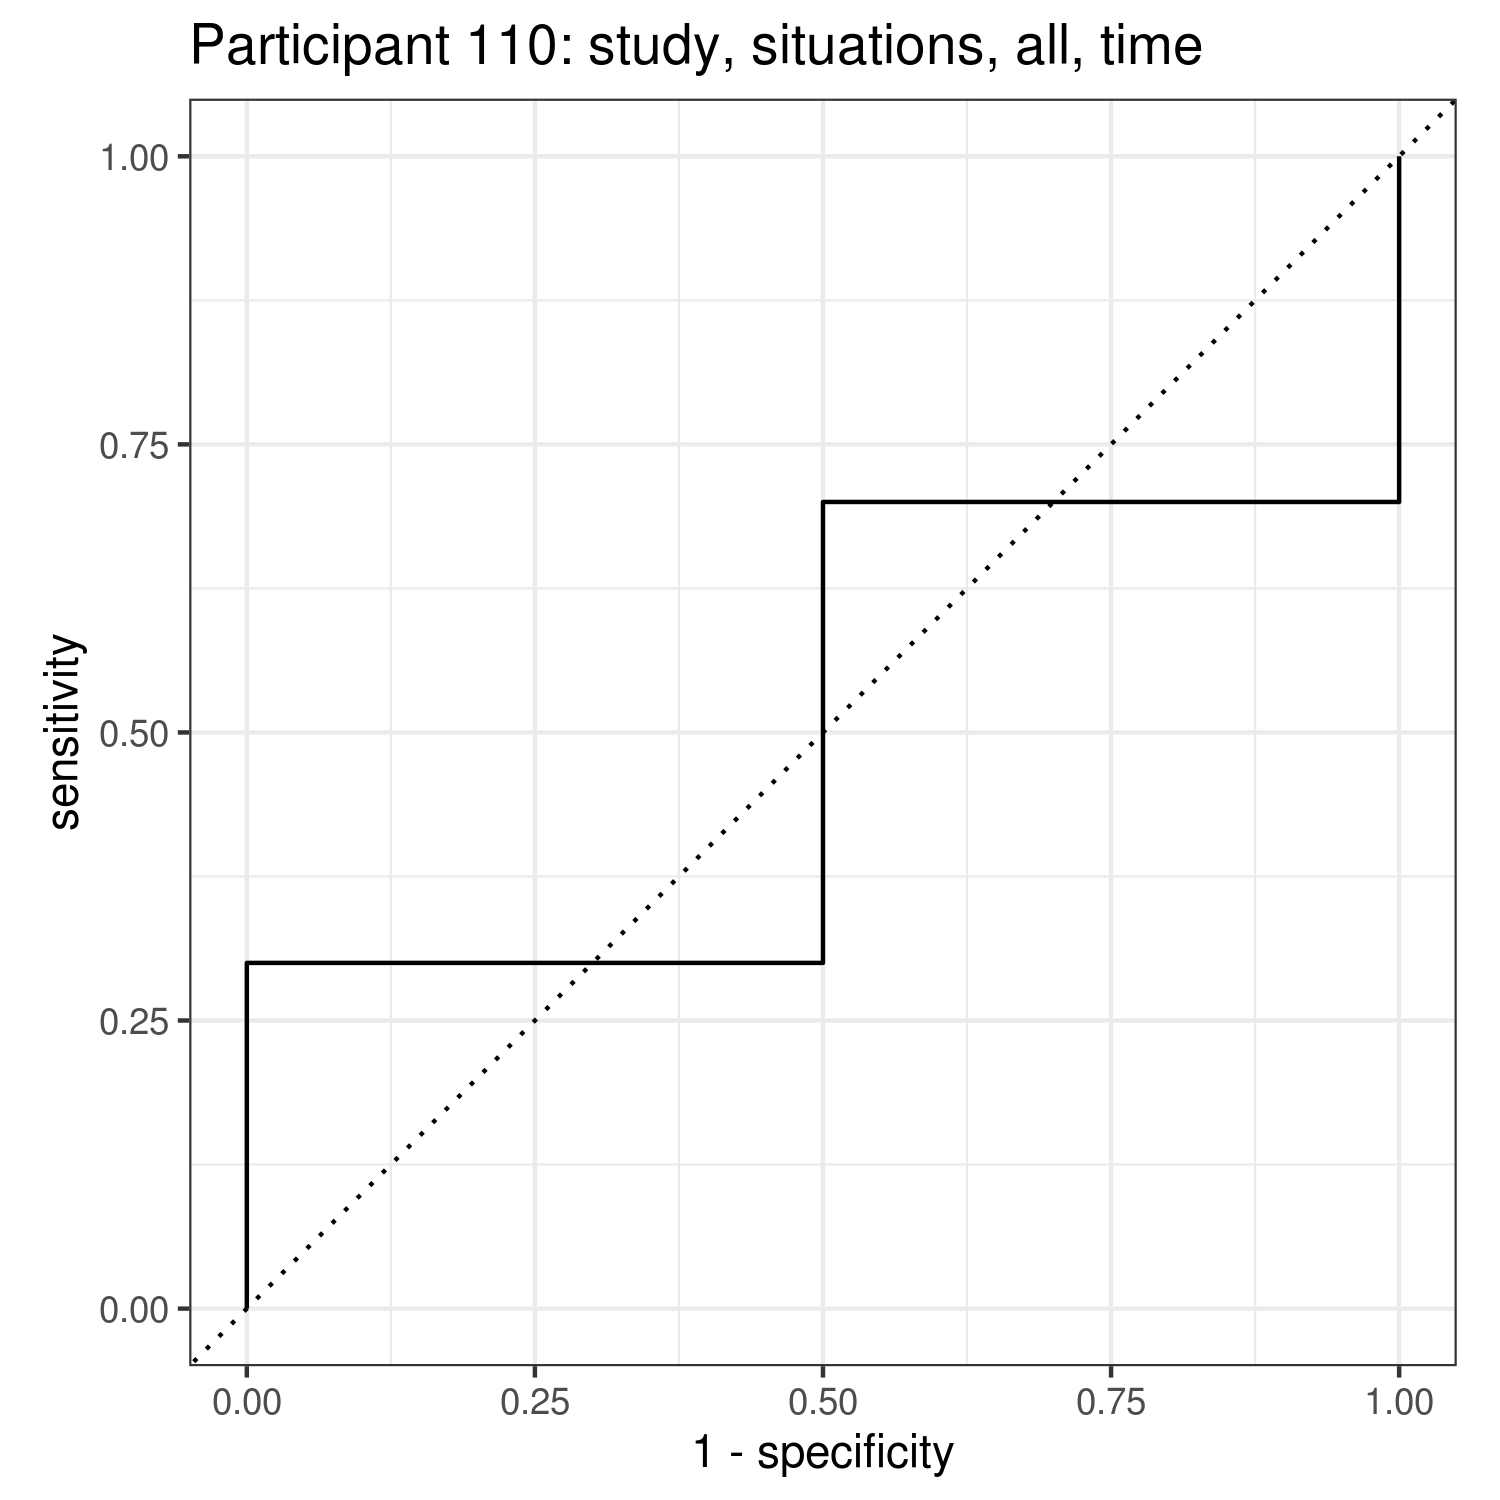 Participant 110: study, situations, all, time
1.00
0.75
0.50
0.25
0.00
sensitivity
0.00 0.25 0.50 0.75 1.00
1 - specificity